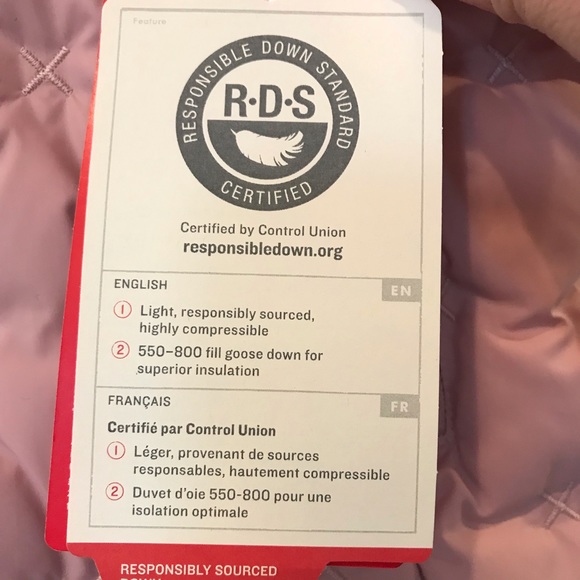 Feature
RESPONSIBLE DOWN STANDARD
R·D·S
CERTIFIED
Certified by Control Union
responsibledown.org
ENGLISH
EN
1 Light, responsibly sourced,
highly compressible
2 550-800 fill goose down for
superior insulation
FRANÇAIS
FR
Certifié par Control Union
1 Léger, provenant de sources
responsables, hautement compressible
2 Duvet d'oie 550-800 pour une
isolation optimale
RESPONSIBLY SOURCED
DOWN